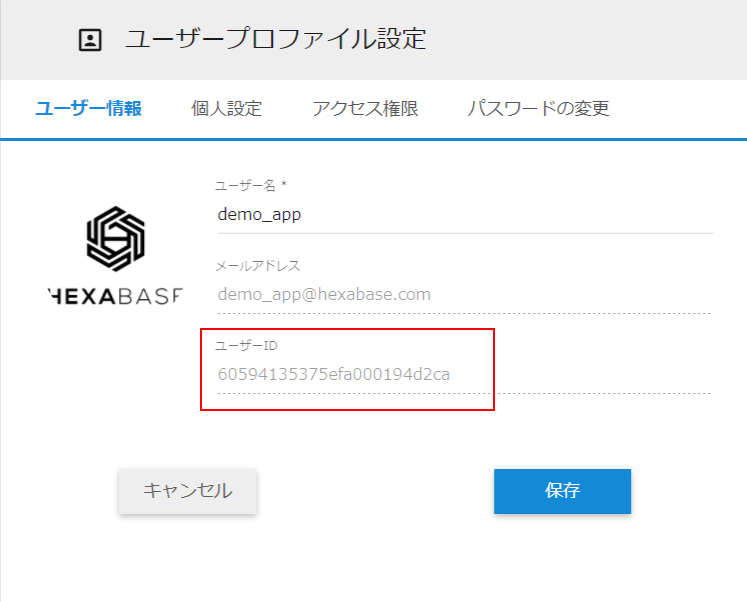 ユーザープロファイル設定
ユーザー情報 個人設定 アクセス権限 パスワードの変更
ユーザー名 *
demo_app
HEXABASE
メールアドレス
demo_app@hexabase.com
ユーザーID
60594135375efa000194d2ca
キャンセル 保存